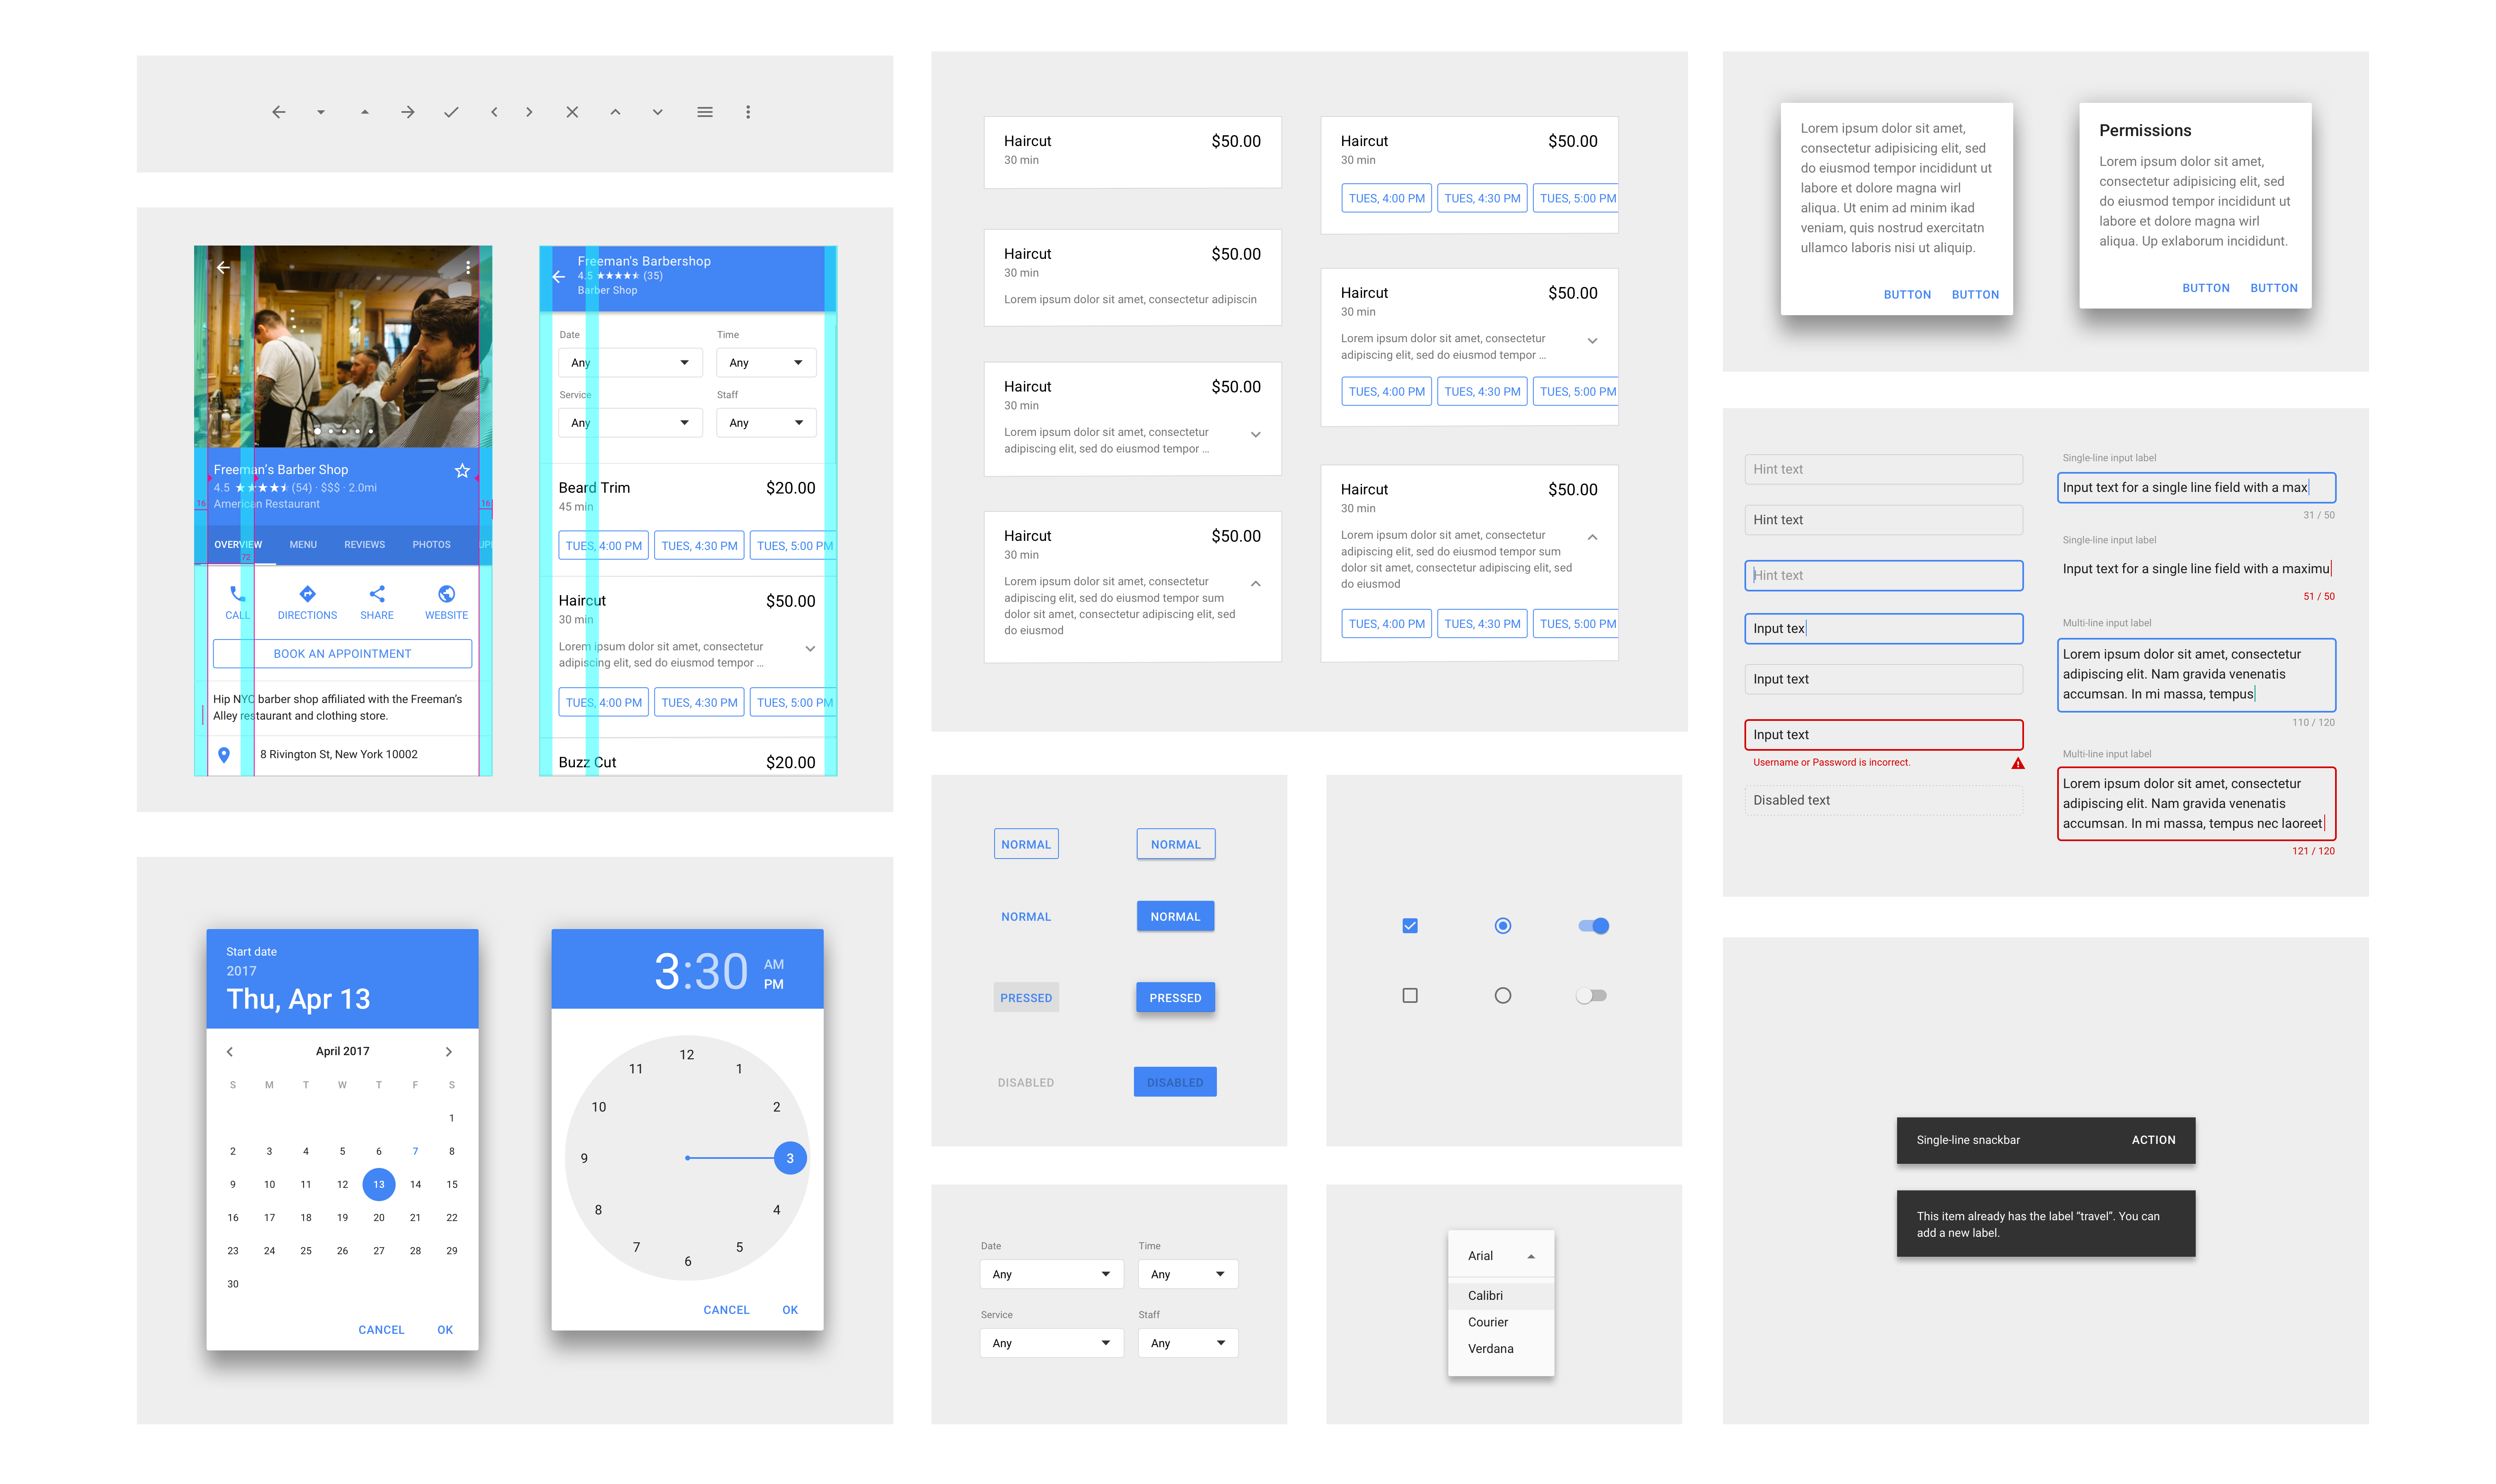 Freeman's Barber Shop
4.5 (54) · $$$ · 2.0mi
American Restaurant
16
16
OVERVIEW MENU REVIEWS PHOTOS UP
72
CALL DIRECTIONS SHARE WEBSITE
BOOK AN APPOINTMENT
Hip NYC barber shop affiliated with the Freeman's
Alley restaurant and clothing store.
8 Rivington St, New York 10002
Freeman's Barbershop
4.5 (35)
Barber Shop
Date Time
Any Any
Service Staff
Any Any
Beard Trim $20.00
45 min
TUES, 4:00 PM TUES, 4:30 PM TUES, 5:00 PM
Haircut $50.00
30 min
Lorem ipsum dolor sit amet, consectetur
adipiscing elit, sed do eiusmod tempor ...
TUES, 4:00 PM TUES, 4:30 PM TUES, 5:00 PM
Buzz Cut $20.00
Start date
2017
Thu, Apr 13
April 2017
S M T W T F S
1
2 3 4 5 6 7 8
9 10 11 12 13 14 15
16 17 18 19 20 21 22
23 24 25 26 27 28 29
30
CANCEL OK
3:30 AM
PM
12
11 1
10 2
9 3
8 4
7 5
6
CANCEL OK
Haircut $50.00
30 min
Haircut $50.00
30 min
Lorem ipsum dolor sit amet, consectetur adipiscin
Haircut $50.00
30 min
Lorem ipsum dolor sit amet, consectetur
adipiscing elit, sed do eiusmod tempor ...
Haircut $50.00
30 min
Lorem ipsum dolor sit amet, consectetur
adipiscing elit, sed do eiusmod tempor sum
dolor sit amet, consectetur adipiscing elit, sed
do eiusmod
Haircut $50.00
30 min
TUES, 4:00 PM TUES, 4:30 PM TUES, 5:00 PM
Haircut $50.00
30 min
Lorem ipsum dolor sit amet, consectetur
adipiscing elit, sed do eiusmod tempor ...
TUES, 4:00 PM TUES, 4:30 PM TUES, 5:00 PM
Haircut $50.00
30 min
Lorem ipsum dolor sit amet, consectetur
adipiscing elit, sed do eiusmod tempor sum
dolor sit amet, consectetur adipiscing elit, sed
do eiusmod
TUES, 4:00 PM TUES, 4:30 PM TUES, 5:00 PM
NORMAL NORMAL
NORMAL NORMAL
PRESSED PRESSED
DISABLED DISABLED
Date Time
Any Any
Service Staff
Any Any
Arial
Calibri
Courier
Verdana
Lorem ipsum dolor sit amet,
consectetur adipisicing elit, sed
do eiusmod tempor incididunt ut
labore et dolore magna wirl
aliqua. Ut enim ad minim ikad
veniam, quis nostrud exercitatn
ullamco laboris nisi ut aliquip.
BUTTON BUTTON
Permissions
Lorem ipsum dolor sit amet,
consectetur adipisicing elit, sed
do eiusmod tempor incididunt ut
labore et dolore magna wirl
aliqua. Up exlaborum incididunt.
BUTTON BUTTON
Hint text
Hint text
Hint text
Input tex
Input text
Input text
Username or Password is incorrect.
Disabled text
Single-line input label
Input text for a single line field with a max
31 / 50
Single-line input label
Input text for a single line field with a maximu
51 / 50
Multi-line input label
Lorem ipsum dolor sit amet, consectetur
adipiscing elit. Nam gravida venenatis
accumsan. In mi massa, tempus
110 / 120
Multi-line input label
Lorem ipsum dolor sit amet, consectetur
adipiscing elit. Nam gravida venenatis
accumsan. In mi massa, tempus nec laoreet
121 / 120
Single-line snackbar ACTION
This item already has the label “travel”. You can
add a new label.